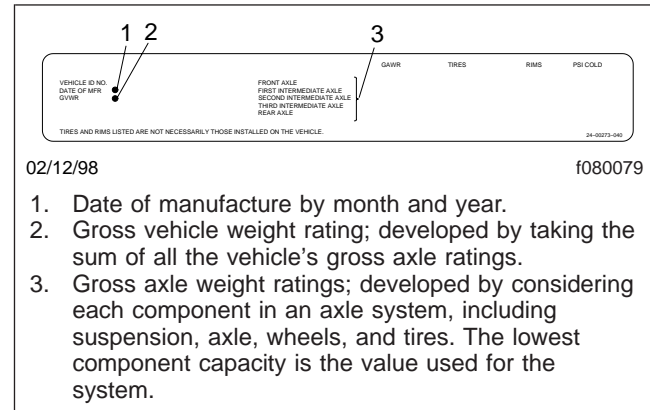 1 2 3
GAWR TIRES RIMS PSI COLD
VEHICLE ID NO. FRONT AXLE
DATE OF MFR FIRST INTERMEDIATE AXLE
GVWR SECOND INTERMEDIATE AXLE
THIRD INTERMEDIATE AXLE
REAR AXLE
TIRES AND RIMS LISTED ARE NOT NECESSARILY THOSE INSTALLED ON THE VEHICLE. 24-00273-040
02/12/98 f080079
1. Date of manufacture by month and year.
2. Gross vehicle weight rating; developed by taking the
sum of all the vehicle's gross axle ratings.
3. Gross axle weight ratings; developed by considering
each component in an axle system, including
suspension, axle, wheels, and tires. The lowest
component capacity is the value used for the
system.